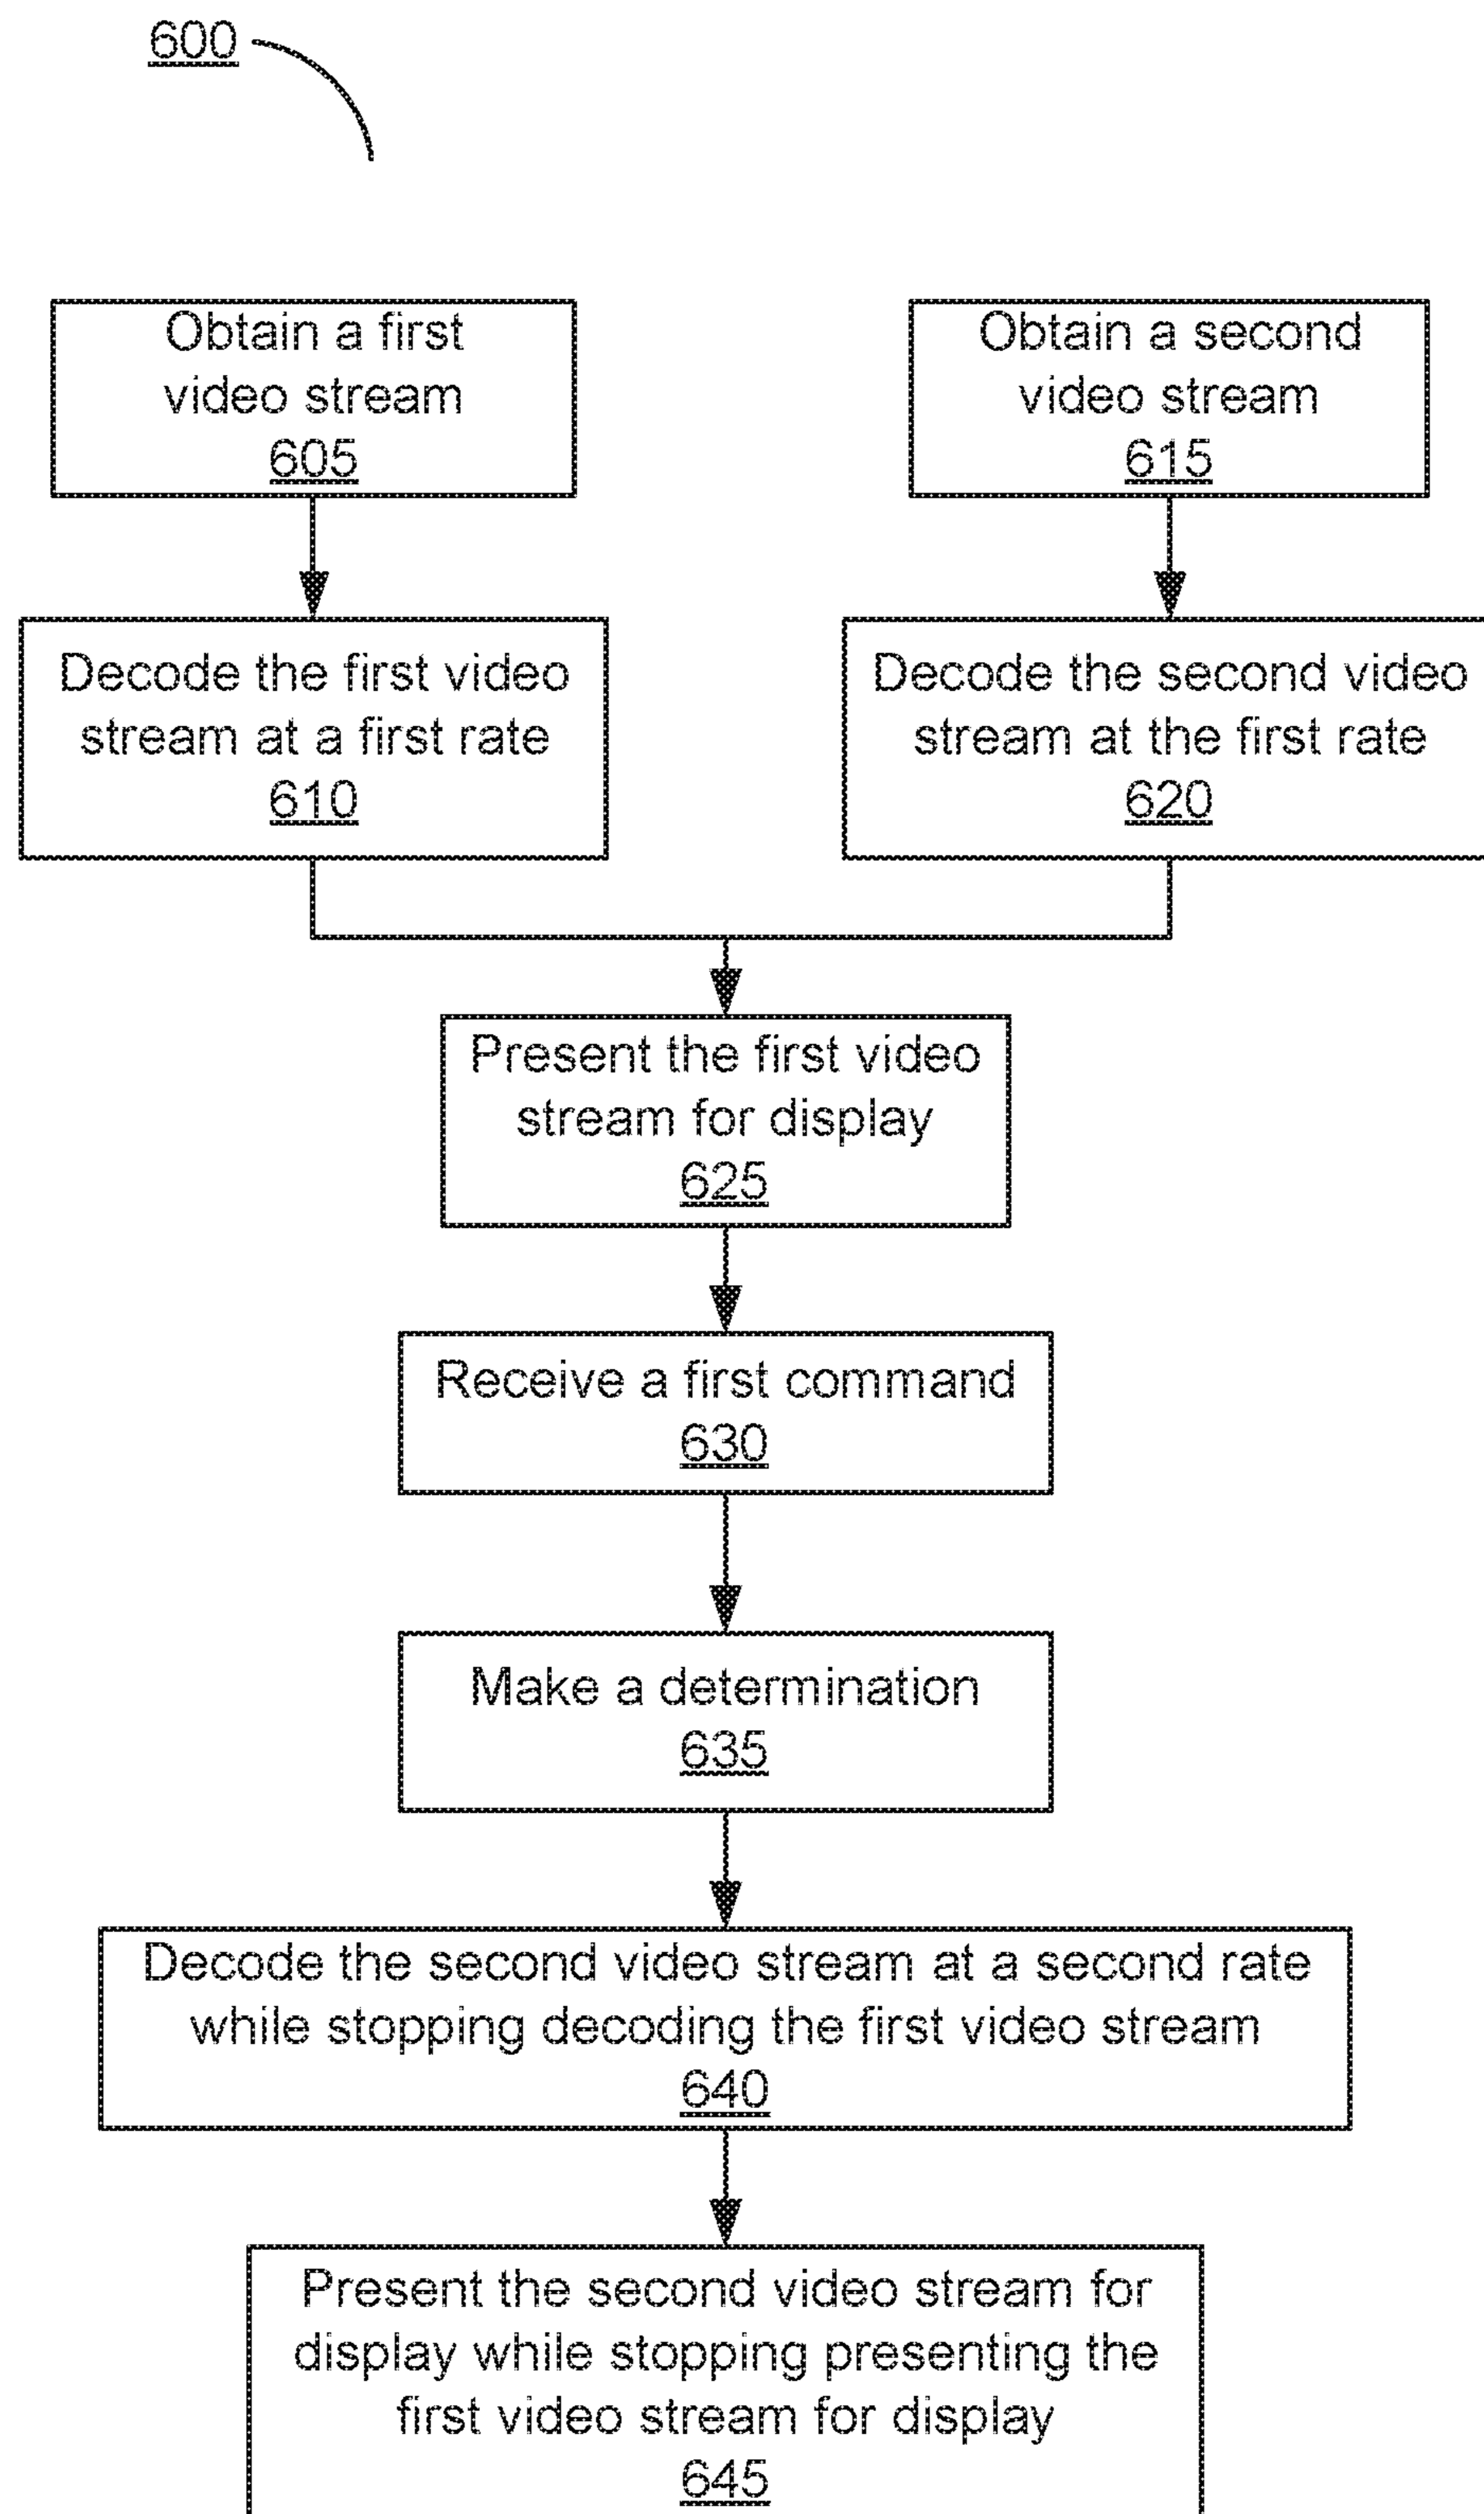 600
Obtain a first
video stream
605
Obtain a second
video stream
615
Decode the first video
stream at a first rate
610
Decode the second video
stream at the first rate
620
Present the first video
stream for display
625
Receive a first command
630
Make a determination
635
Decode the second video stream at a second rate
while stopping decoding the first video stream
640
Present the second video stream for
display while stopping presenting the
first video stream for display
645